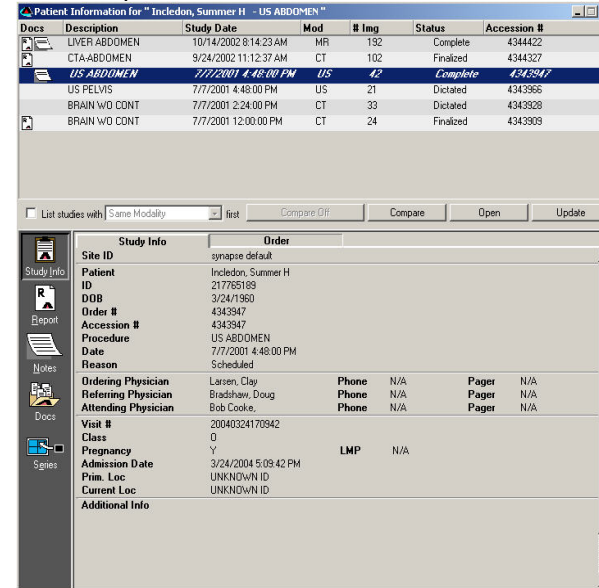 Patient Information for " Incledon, Summer H - US ABDOMEN "
Docs Description Study Date Mod # Img Status Accession #
LIVER ABDOMEN 10/14/2002 8:14:23 AM MR 192 Complete 4344422
CTA-ABDOMEN 9/24/2002 11:12:37 AM CT 102 Finalized 4344327
US ABDOMEN 7/7/2001 4:48:00 PM US 42 Complete 4343947
US PELVIS 7/7/2001 4:48:00 PM US 21 Dictated 4343966
BRAIN WO CONT 7/7/2001 2:24:00 PM CT 33 Dictated 4343928
BRAIN WO CONT 7/7/2001 12:00:00 PM CT 24 Finalized 4343909
List studies with Same Modality first Compare Off Compare Open Update
Study Info Order
Site ID synapse default
Study Info
Patient Incledon, Summer H
ID 217765189
DOB 3/24/1960
Order # 4343947
Accession # 4343947
Procedure US ABDOMEN
Date 7/7/2001 4:48:00 PM
Reason Scheduled
R
Report
Notes
Docs
Series
Ordering Physician Larsen, Clay Phone N/A Pager N/A
Referring Physician Bradshaw, Doug Phone N/A Pager N/A
Attending Physician Bob Cooke, Phone N/A Pager N/A
Visit # 20040324170942
Class O
Pregnancy Y LMP N/A
Admission Date 3/24/2004 5:09:42 PM
Prim. Loc UNKNOWN ID
Current Loc UNKNOWN ID
Additional Info